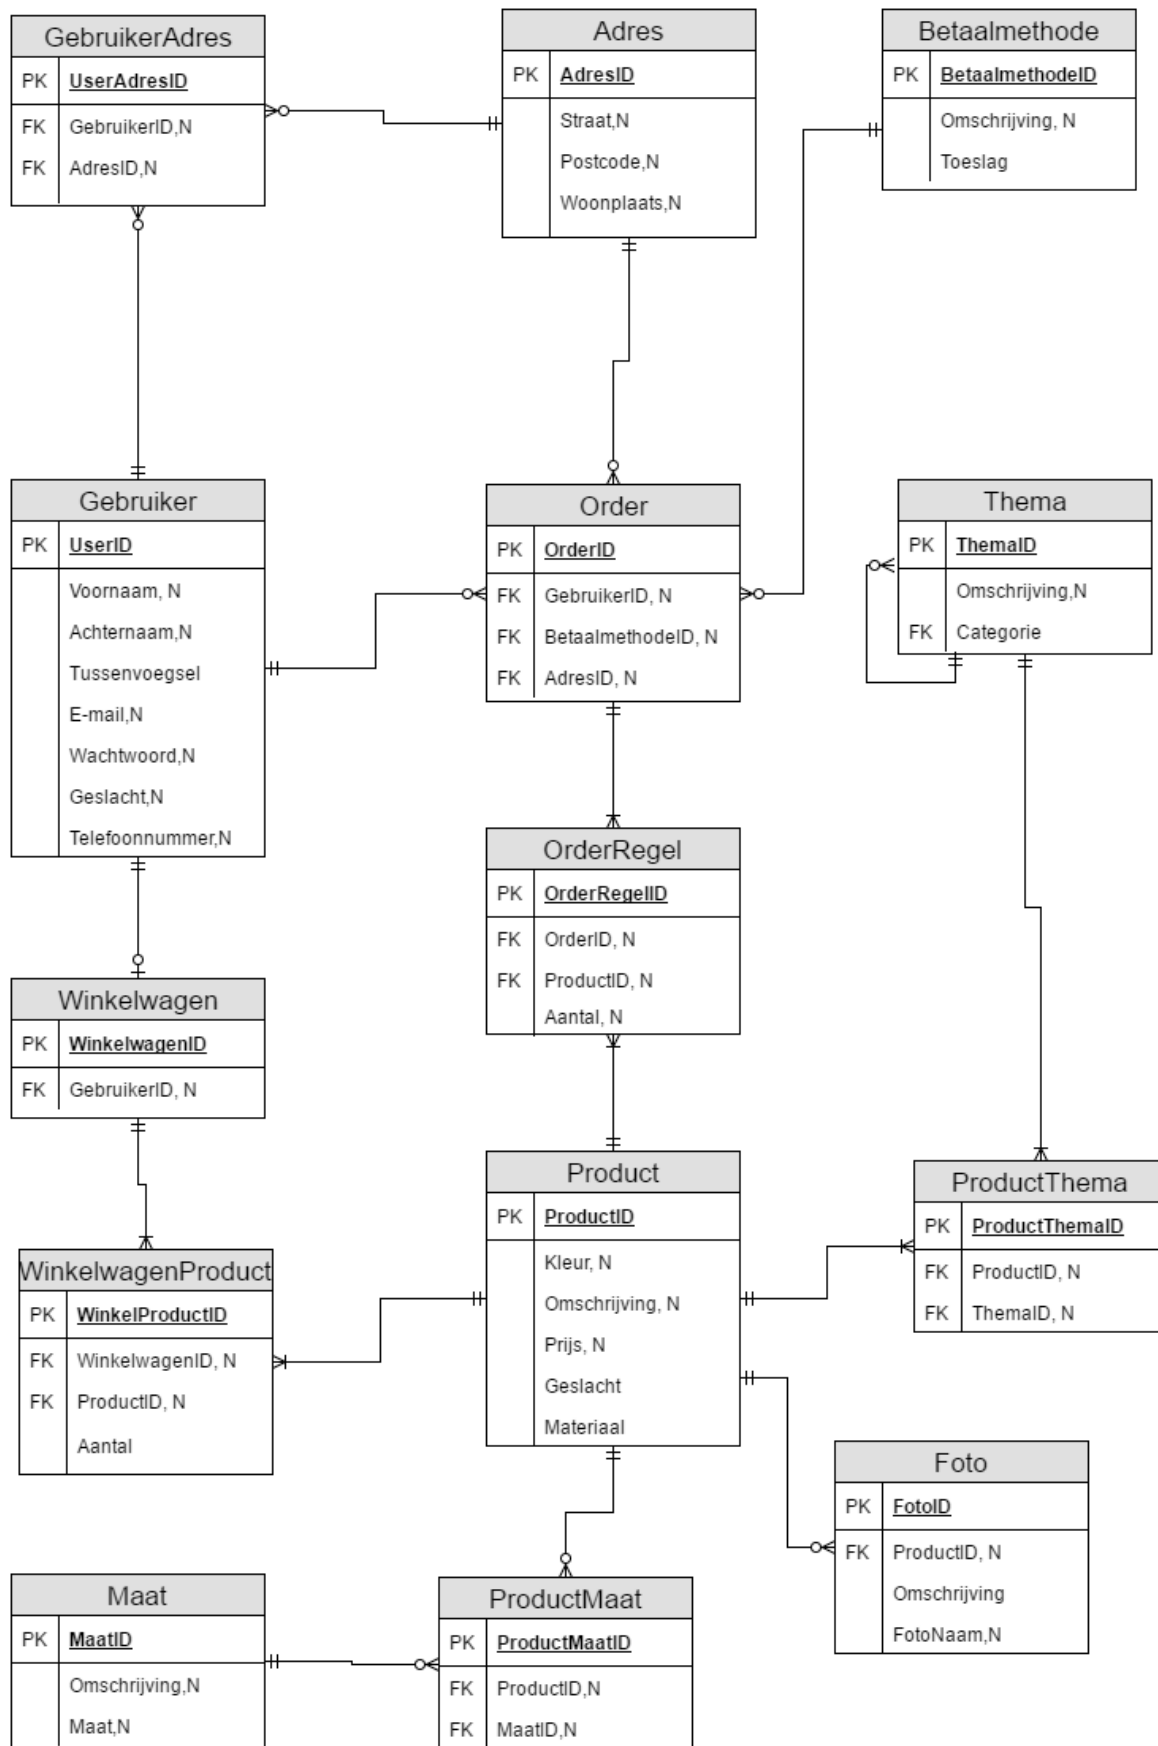 GebruikerAdres
PK UserAdresID
FK GebruikerID,N
FK AdresID,N
Adres
PK AdresID
Straat,N
Postcode,N
Woonplaats,N
Betaalmethode
PK BetaalmethodeID
Omschrijving, N
Toeslag
Gebruiker
PK UserID
Voornaam, N
Achternaam,N
Tussenvoegsel
E-mail,N
Wachtwoord,N
Geslacht,N
Telefoonnummer,N
Order
PK OrderID
FK GebruikerID, N
FK BetaalmethodeID, N
FK AdresID, N
Thema
PK ThemaID
Omschrijving,N
FK Categorie
OrderRegel
PK OrderRegelID
FK OrderID, N
FK ProductID, N
Aantal, N
Winkelwagen
PK WinkelwagenID
FK GebruikerID, N
Product
PK ProductID
Kleur, N
Omschrijving, N
Prijs, N
Geslacht
Materiaal
ProductThema
PK ProductThemaID
FK ProductID, N
FK ThemaID, N
WinkelwagenProduct
PK WinkelProductID
FK WinkelwagenID, N
FK ProductID, N
Aantal
Foto
PK FotoID
FK ProductID, N
Omschrijving
FotoNaam,N
Maat
PK MaatID
Omschrijving,N
Maat,N
ProductMaat
PK ProductMaatID
FK ProductID,N
FK MaatID,N